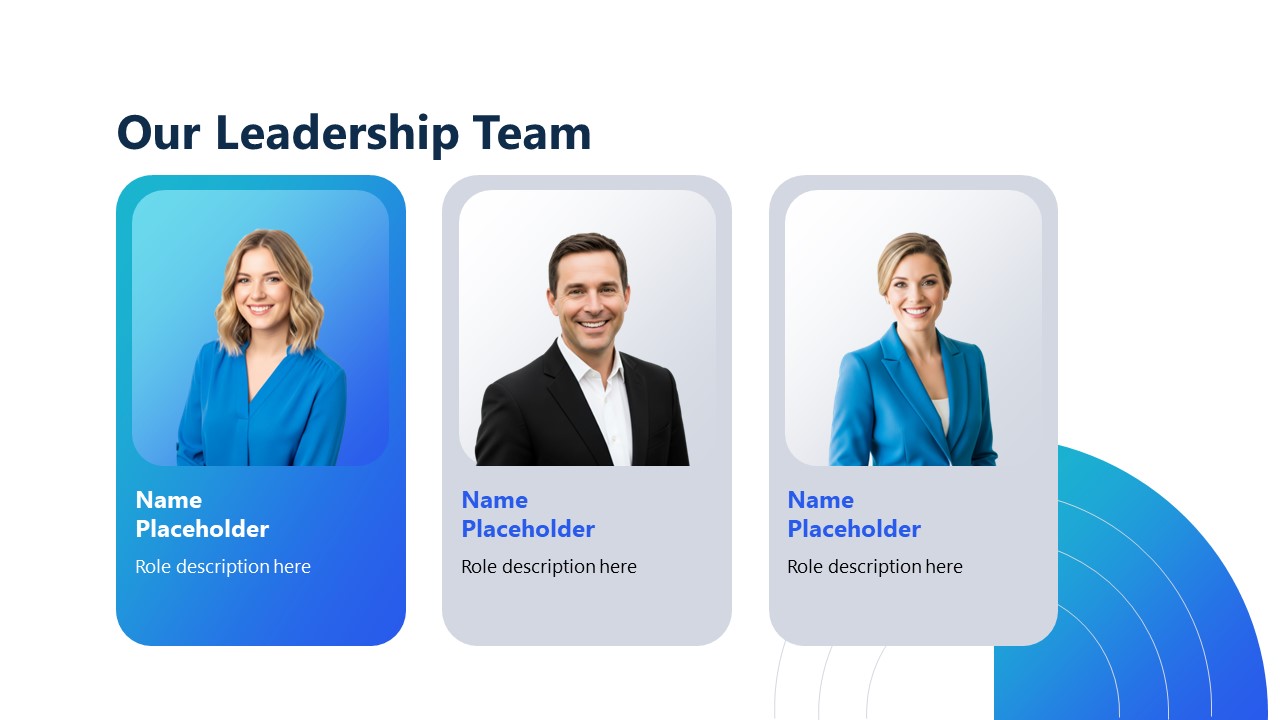 Our Leadership Team
Name
Placeholder
Role description here
Name
Placeholder
Role description here
Name
Placeholder
Role description here